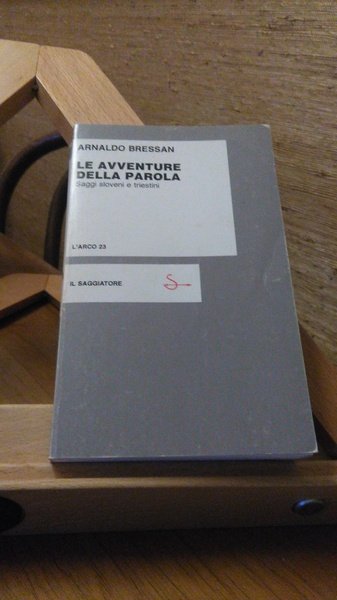 ARNALDO BRESSAN
LE AVVENTURE
DELLA PAROLA
Saggi sloveni e triestini
L'ARCO 23
IL SAGGIATORE